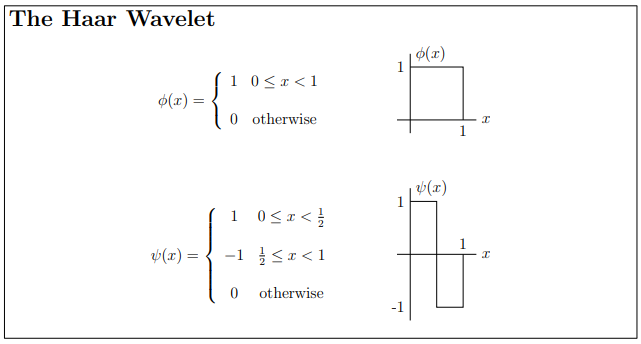 The Haar Wavelet
ϕ(x) = { 1 0 ≤ x < 1
0 otherwise
ϕ(x)
1
x
1
ψ(x) = { 1 0 ≤ x < 1/2
−1 1/2 ≤ x < 1
0 otherwise
ψ(x)
1
1
x
-1